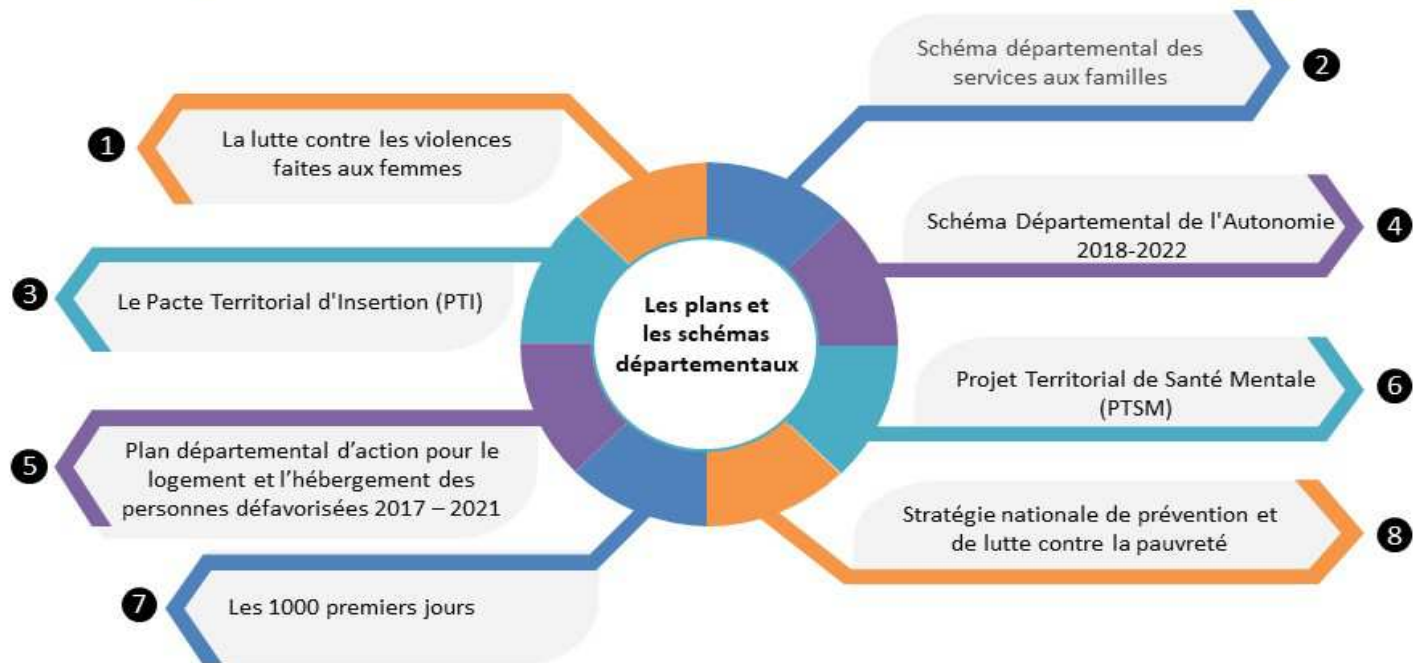 Les plans et
les schémas
départementaux
1
La lutte contre les violences
faites aux femmes
2
Schéma départemental des
services aux familles
3
Le Pacte Territorial d'Insertion (PTI)
4
Schéma Départemental de l'Autonomie
2018-2022
5
Plan départemental d’action pour le
logement et l’hébergement des
personnes défavorisées 2017 – 2021
6
Projet Territorial de Santé Mentale
(PTSM)
7
Les 1000 premiers jours
8
Stratégie nationale de prévention et
de lutte contre la pauvreté